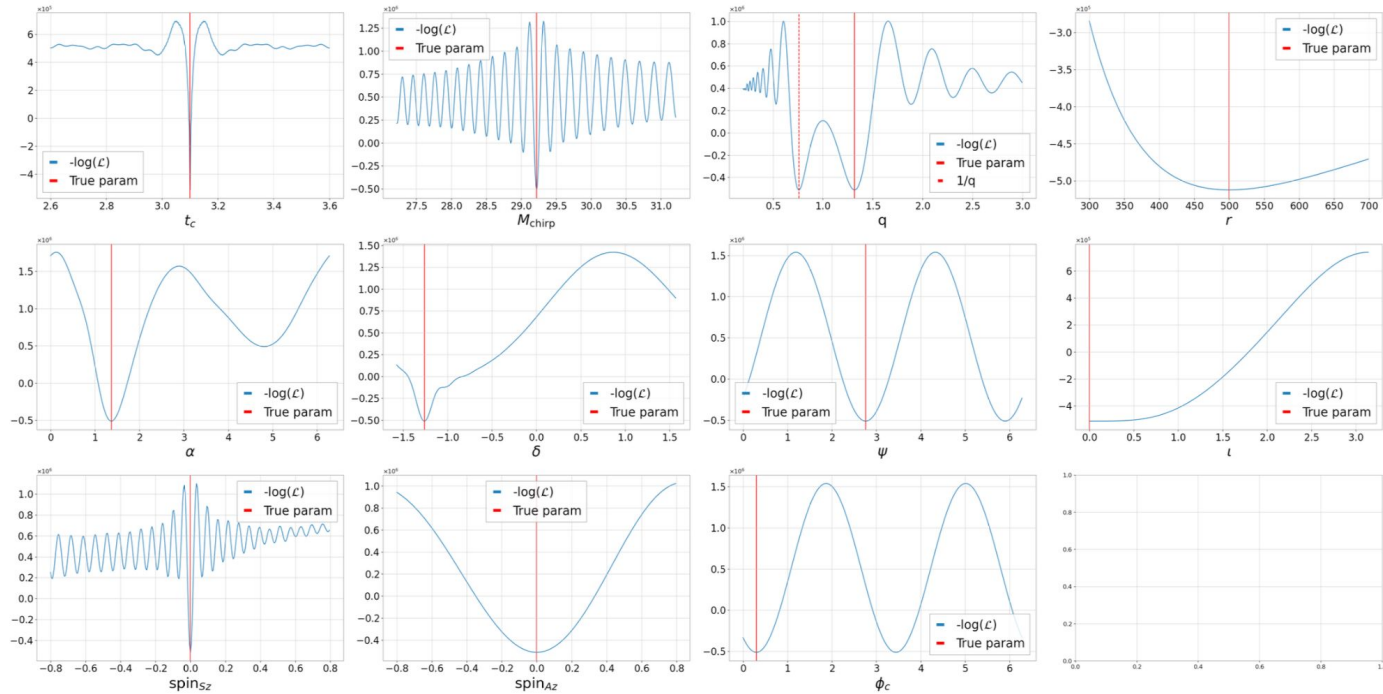 ×10⁵
6
4
2
0
−2
−4
-log(ℒ)
True param
2.6 2.8 3.0 3.2 3.4 3.6
t_c
×10⁶
1.25
1.00
0.75
0.50
0.25
0.00
−0.25
−0.50
-log(ℒ)
True param
27.5 28.0 28.5 29.0 29.5 30.0 30.5 31.0
M_chirp
×10⁶
1.0
0.8
0.6
0.4
0.2
0.0
−0.2
−0.4
-log(ℒ)
True param
1/q
0.5 1.0 1.5 2.0 2.5 3.0
q
×10⁵
−3.0
−3.5
−4.0
−4.5
−5.0
-log(ℒ)
True param
300 350 400 450 500 550 600 650 700
r
×10⁶
1.5
1.0
0.5
0.0
−0.5
-log(ℒ)
True param
0 1 2 3 4 5 6
α
×10⁶
1.50
1.25
1.00
0.75
0.50
0.25
0.00
−0.25
−0.50
-log(ℒ)
True param
−1.5 −1.0 −0.5 0.0 0.5 1.0 1.5
δ
×10⁶
1.5
1.0
0.5
0.0
−0.5
-log(ℒ)
True param
0 1 2 3 4 5 6
ψ
×10⁵
6
4
2
0
−2
−4
-log(ℒ)
True param
0.0 0.5 1.0 1.5 2.0 2.5 3.0
ι
1.0
0.8
0.6
0.4
0.2
0.0
−0.2
−0.4
-log(ℒ)
True param
−0.8 −0.6 −0.4 −0.2 0.0 0.2 0.4 0.6 0.8
spin_Sz
×10⁶
1.0
0.8
0.6
0.4
0.2
0.0
−0.2
−0.4
-log(ℒ)
True param
−0.8 −0.6 −0.4 −0.2 0.0 0.2 0.4 0.6 0.8
spin_Az
×10⁶
1.5
1.0
0.5
0.0
−0.5
-log(ℒ)
True param
0 1 2 3 4 5 6
ϕ_c
1.0
0.8
0.6
0.4
0.2
0.0
0.0 0.2 0.4 0.6 0.8 1.0